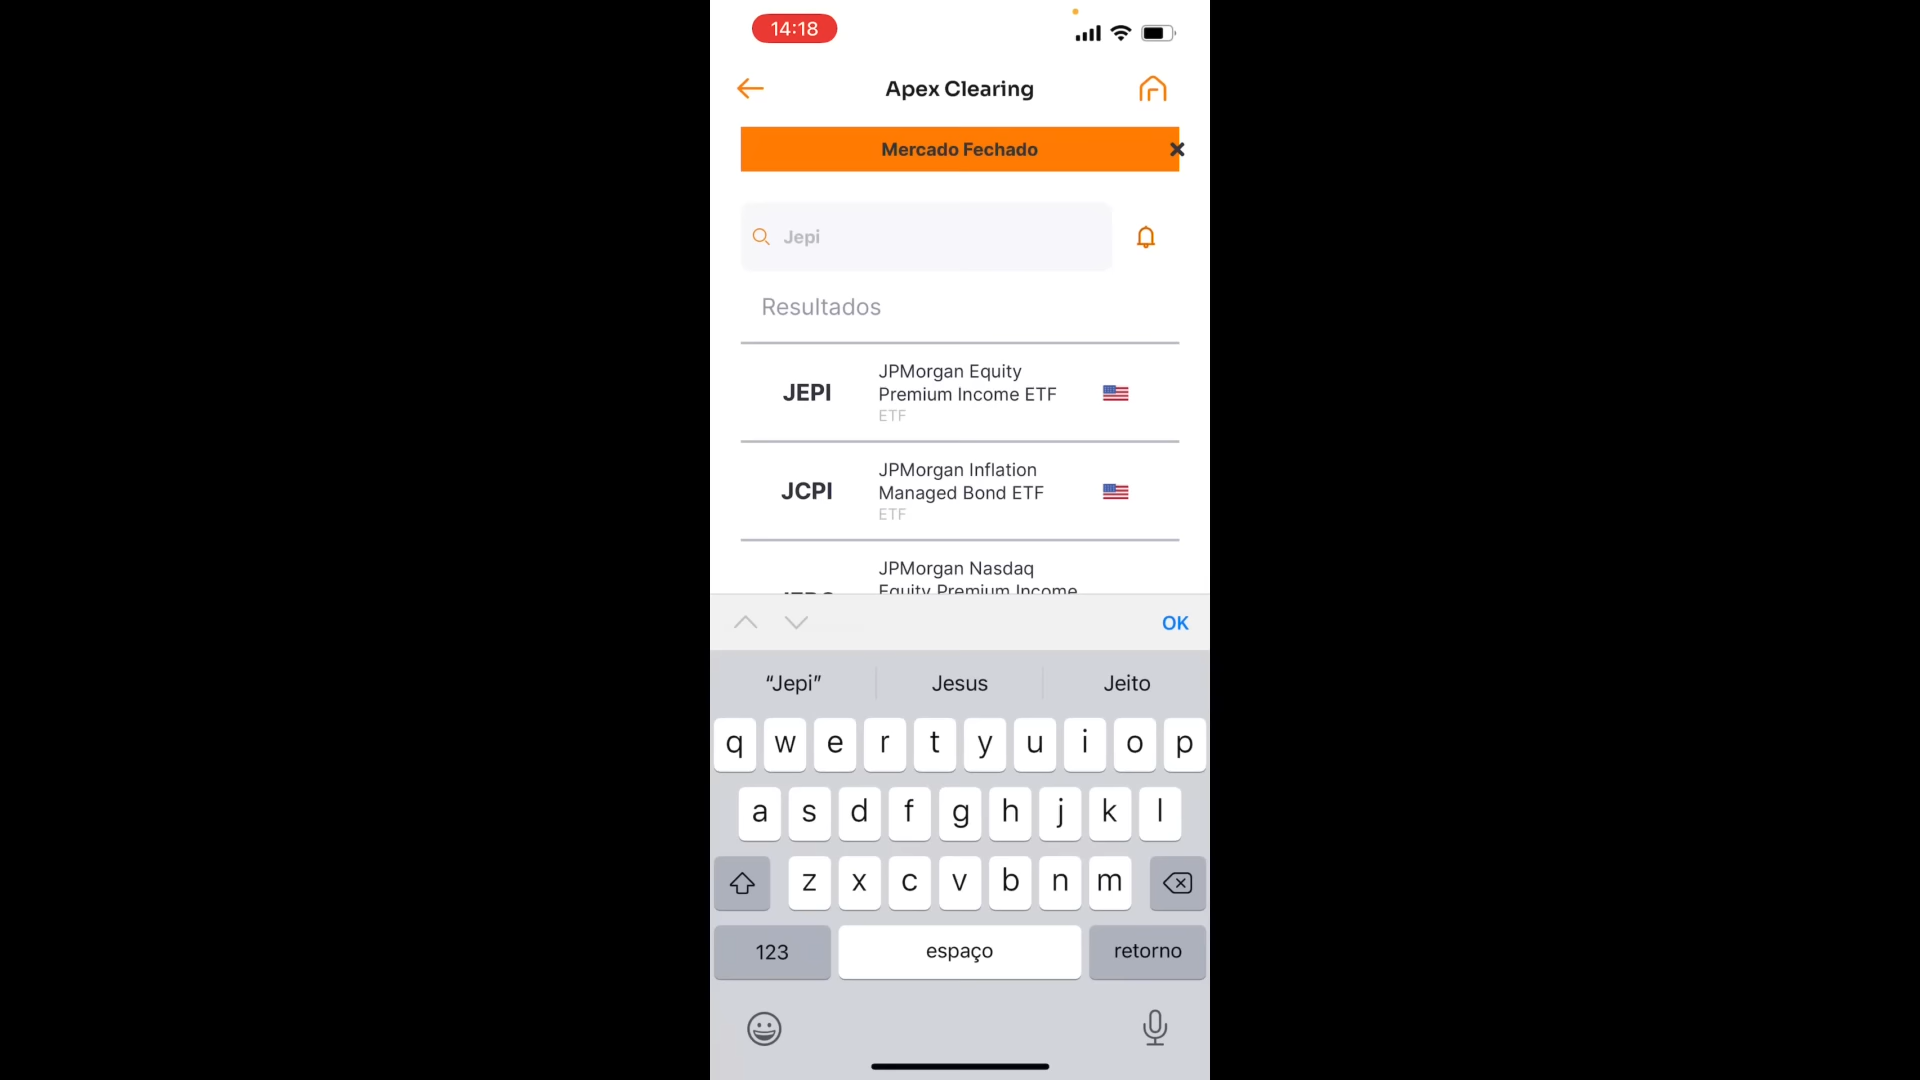 14:18
Apex Clearing
Mercado Fechado
Jepi
Resultados
JEPI
JPMorgan Equity
Premium Income ETF
ETF
JCPI
JPMorgan Inflation
Managed Bond ETF
ETF
JPMorgan Nasdaq
Equity Premium Income
OK
“Jepi”
Jesus
Jeito
q w e r t y u i o p
a s d f g h j k l
z x c v b n m
123
espaço
retorno